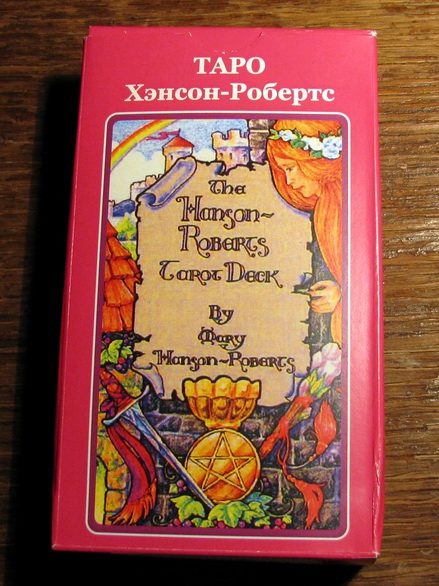 ТАРО
Хэнсон-Робертс
The
Hanson-
Roberts
Tarot Deck
By
Mary
Hanson-Roberts